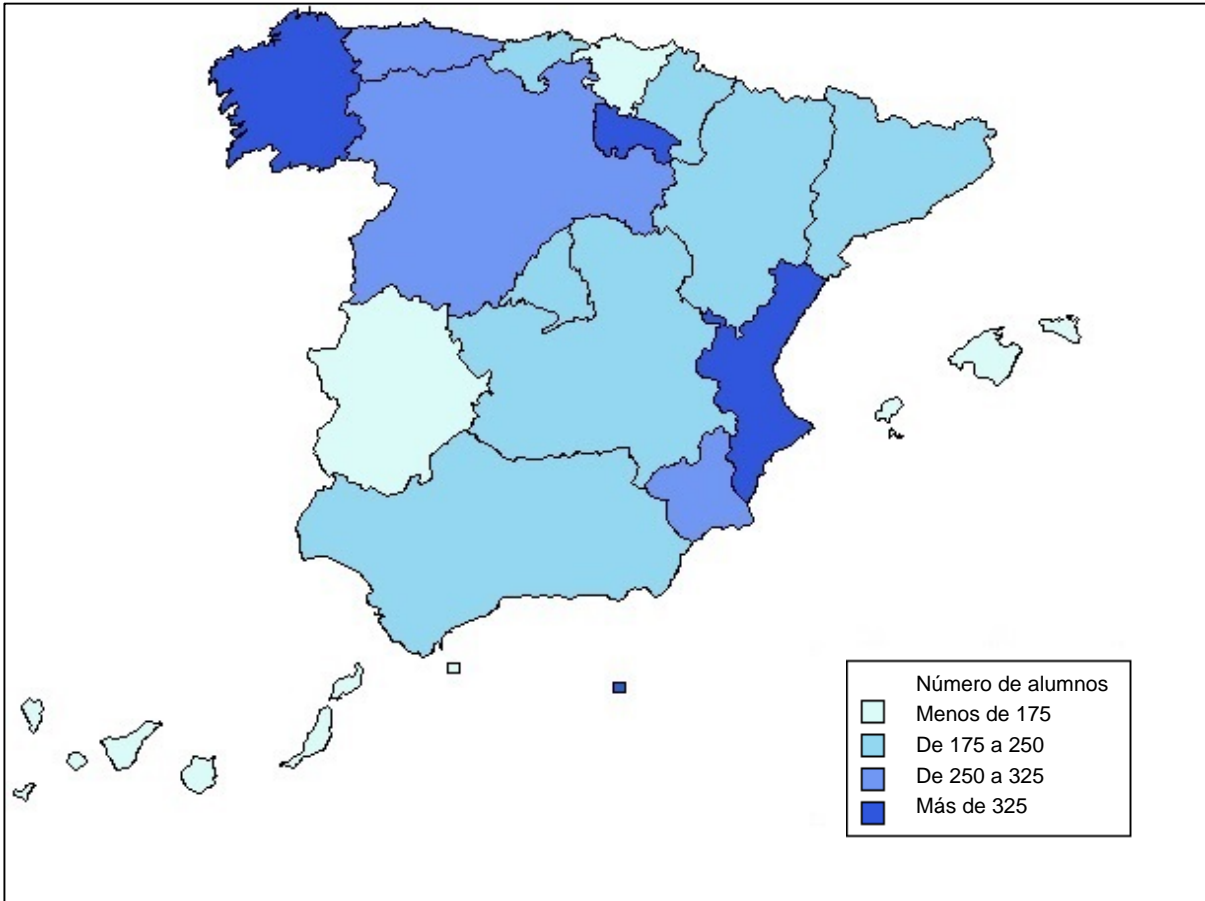 Número de alumnos
Menos de 175
De 175 a 250
De 250 a 325
Más de 325